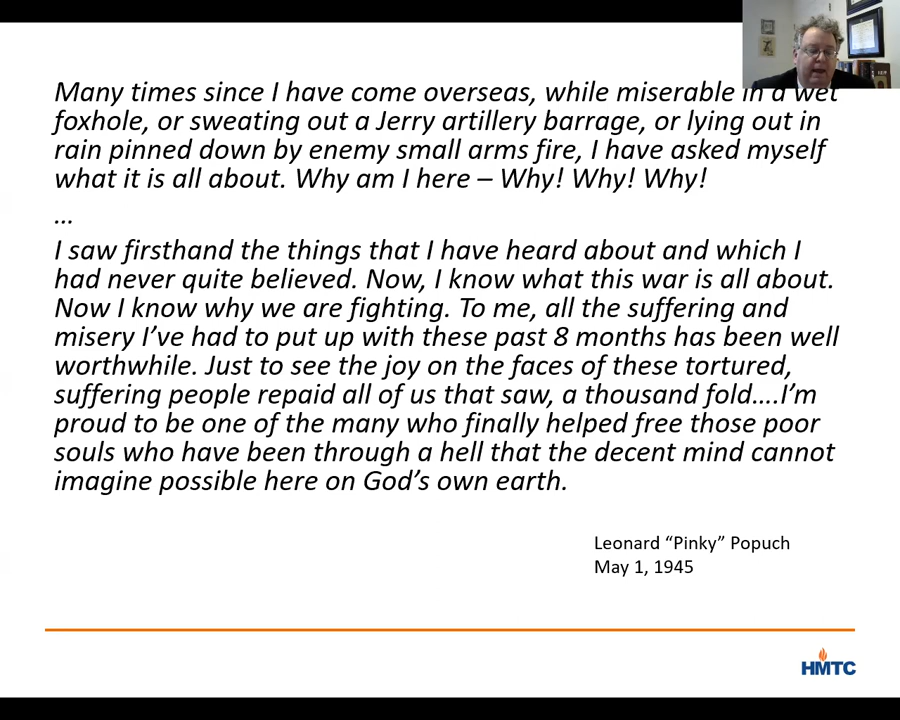 Many times since I have come overseas, while miserable in a wet
foxhole, or sweating out a Jerry artillery barrage, or lying out in
rain pinned down by enemy small arms fire, I have asked myself
what it is all about. Why am I here – Why! Why! Why!
...
I saw firsthand the things that I have heard about and which I
had never quite believed. Now, I know what this war is all about.
Now I know why we are fighting. To me, all the suffering and
misery I’ve had to put up with these past 8 months has been well
worthwhile. Just to see the joy on the faces of these tortured,
suffering people repaid all of us that saw, a thousand fold....I’m
proud to be one of the many who finally helped free those poor
souls who have been through a hell that the decent mind cannot
imagine possible here on God’s own earth.
Leonard “Pinky” Popuch
May 1, 1945
HMTC